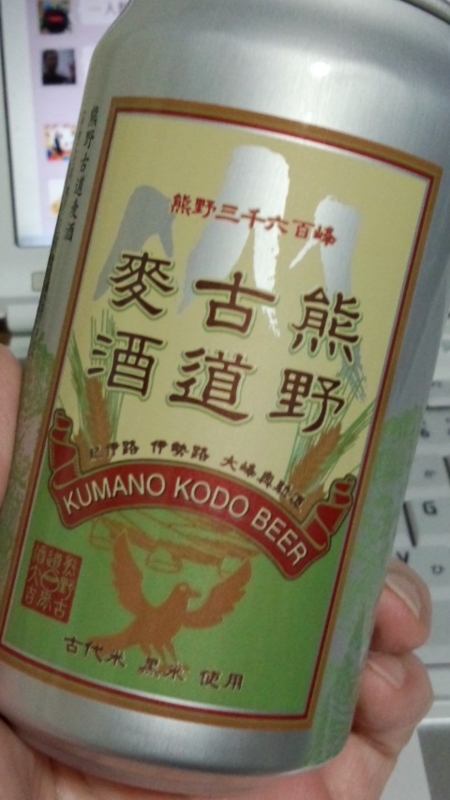 熊野三千六百峰
熊野
古道
麥酒
紀伊路 伊勢路 大峰奥駈道
KUMANO KODO BEER
古代米 黒米 使用
熊野古道麦酒
G
V
ひ